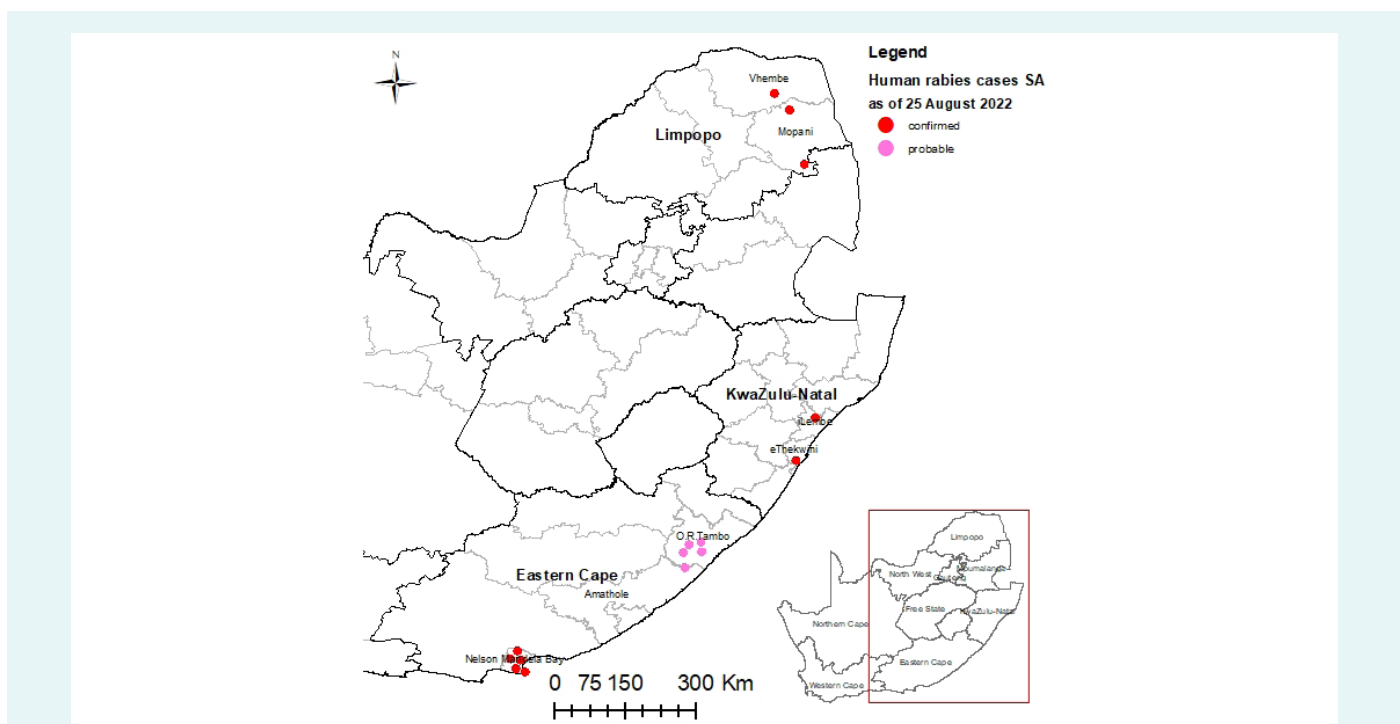 N
Legend
Human rabies cases SA
as of 25 August 2022
confirmed
probable
Vhembe
Limpopo
Mopani
KwaZulu-Natal
iLembe
eThekwini
O.R.Tambo
Eastern Cape
Amathole
Nelson Mandela Bay
0 75 150 300 Km
Limpopo
North West
Gauteng
Mpumalanga
Free State
KwaZulu-Natal
Northern Cape
Eastern Cape
Western Cape